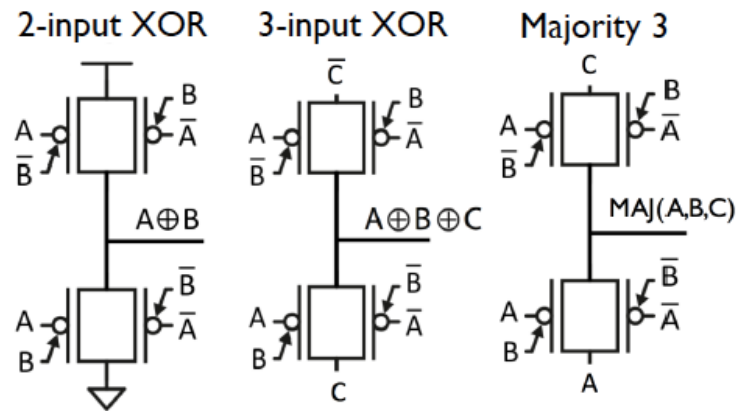 2-input XOR
3-input XOR
Majority 3
B
A
A̅
B̅
A⊕B
B̅
A
A̅
B
C̅
B
A
A̅
B̅
A⊕B⊕C
B̅
A
A̅
B
C
C
B
A
A̅
B̅
MAJ(A,B,C)
B̅
A
A̅
B
A